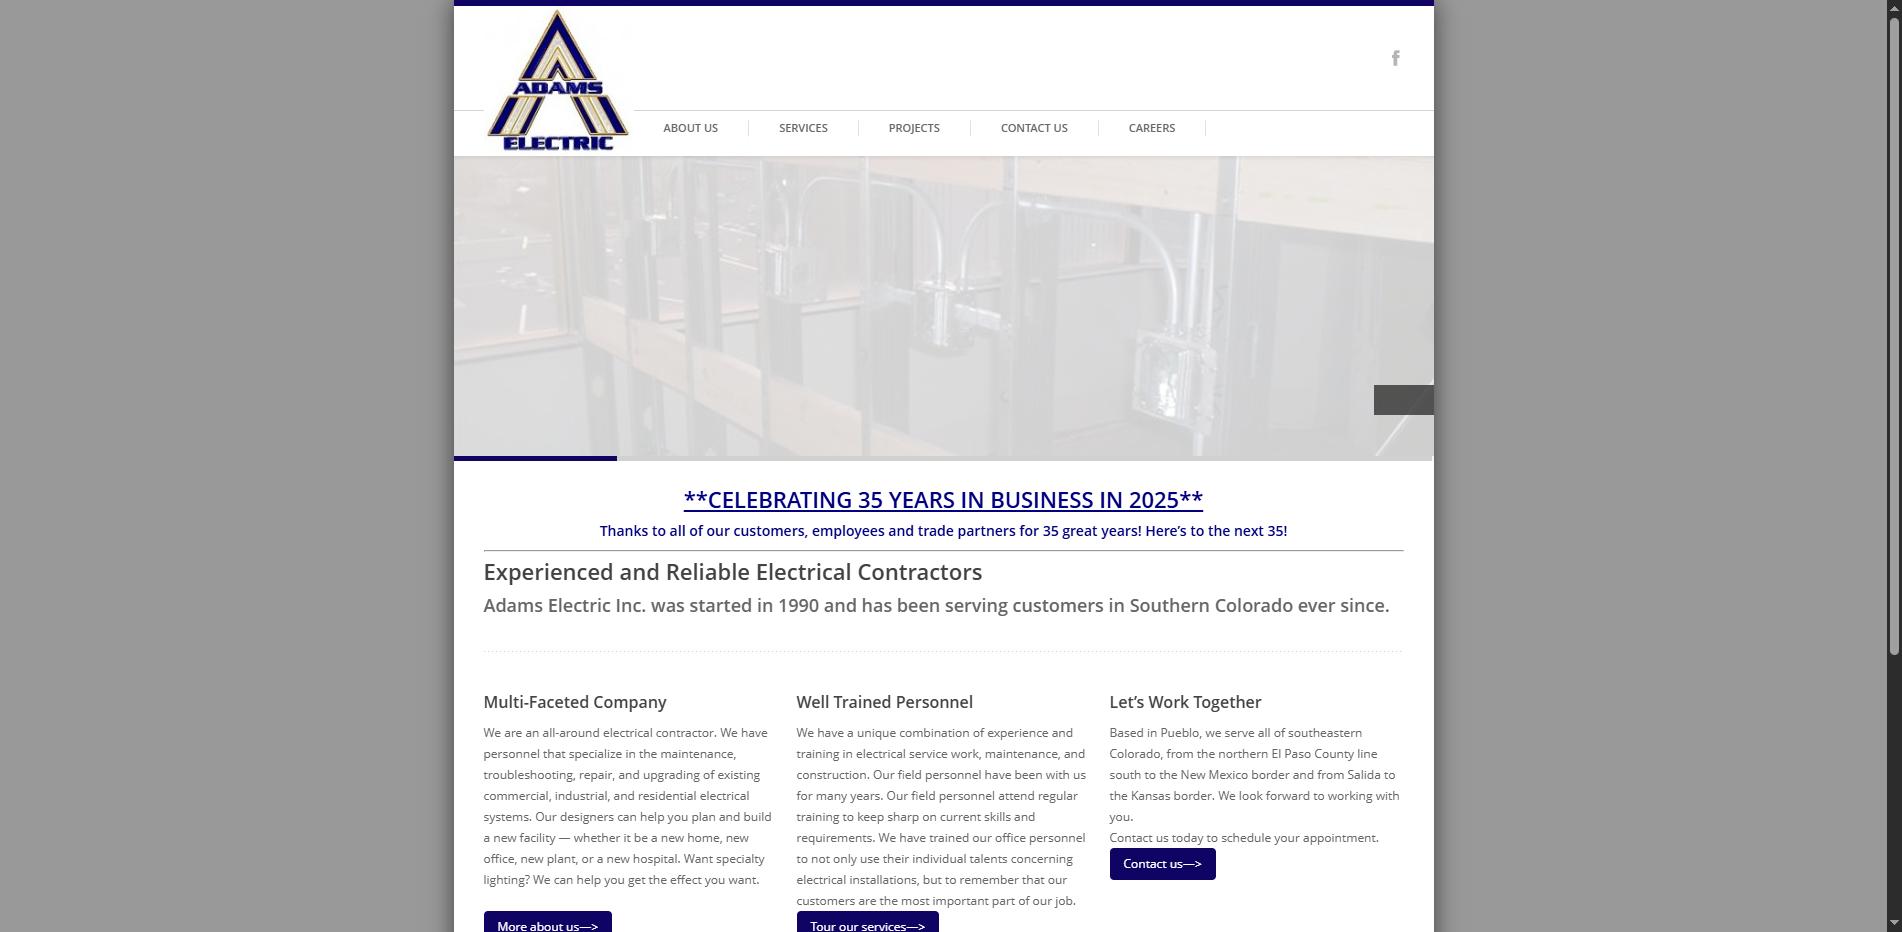 ADAMS
ELECTRIC
ABOUT US
SERVICES
PROJECTS
CONTACT US
CAREERS
**CELEBRATING 35 YEARS IN BUSINESS IN 2025**
Thanks to all of our customers, employees and trade partners for 35 great years! Here’s to the next 35!
Experienced and Reliable Electrical Contractors
Adams Electric Inc. was started in 1990 and has been serving customers in Southern Colorado ever since.
Multi-Faceted Company
We are an all-around electrical contractor. We have
personnel that specialize in the maintenance,
troubleshooting, repair, and upgrading of existing
commercial, industrial, and residential electrical
systems. Our designers can help you plan and build
a new facility — whether it be a new home, new
office, new plant, or a new hospital. Want specialty
lighting? We can help you get the effect you want.
More about us—>
Well Trained Personnel
We have a unique combination of experience and
training in electrical service work, maintenance, and
construction. Our field personnel have been with us
for many years. Our field personnel attend regular
training to keep sharp on current skills and
requirements. We have trained our office personnel
to not only use their individual talents concerning
electrical installations, but to remember that our
customers are the most important part of our job.
Tour our services—>
Let’s Work Together
Based in Pueblo, we serve all of southeastern
Colorado, from the northern El Paso County line
south to the New Mexico border and from Salida to
the Kansas border. We look forward to working with
you.
Contact us today to schedule your appointment.
Contact us—>